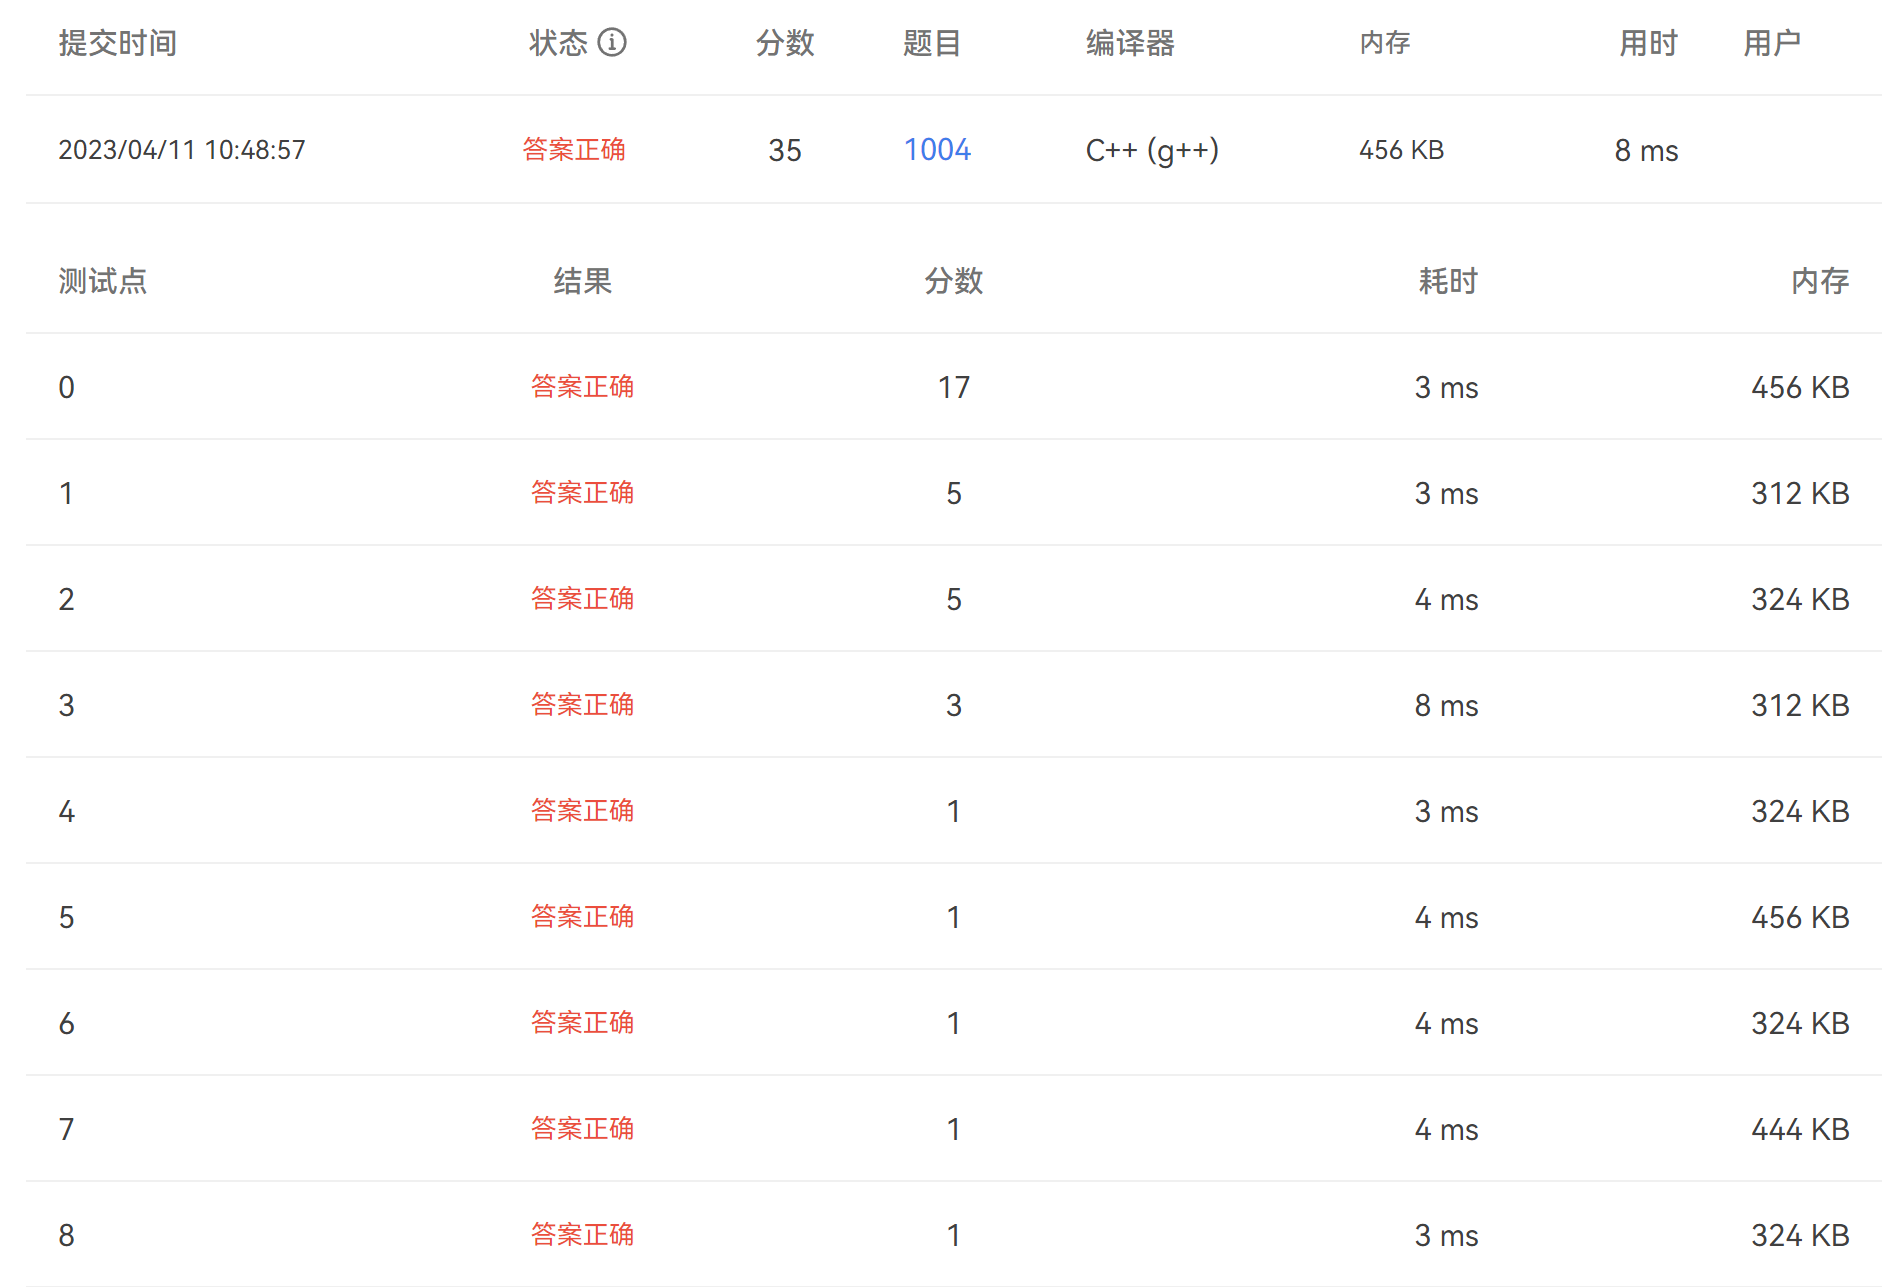 提交时间 状态 分数 题目 编译器 内存 用时 用户
2023/04/11 10:48:57 答案正确 35 1004 C++ (g++) 456 KB 8 ms
测试点 结果 分数 耗时 内存
0 答案正确 17 3 ms 456 KB
1 答案正确 5 3 ms 312 KB
2 答案正确 5 4 ms 324 KB
3 答案正确 3 8 ms 312 KB
4 答案正确 1 3 ms 324 KB
5 答案正确 1 4 ms 456 KB
6 答案正确 1 4 ms 324 KB
7 答案正确 1 4 ms 444 KB
8 答案正确 1 3 ms 324 KB